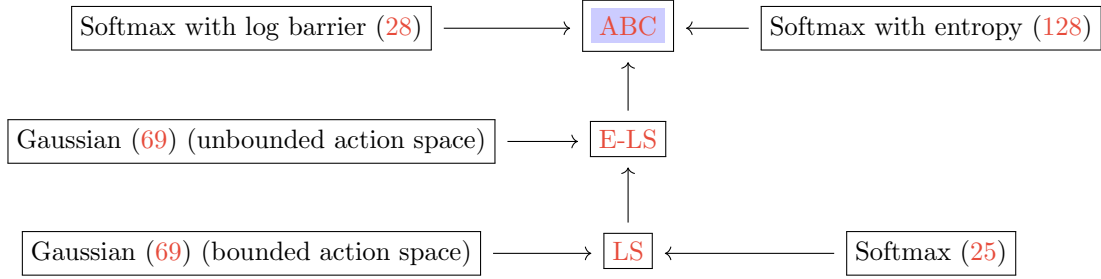 Softmax with log barrier (28)
ABC
Softmax with entropy (128)
Gaussian (69) (unbounded action space)
E-LS
Gaussian (69) (bounded action space)
LS
Softmax (25)